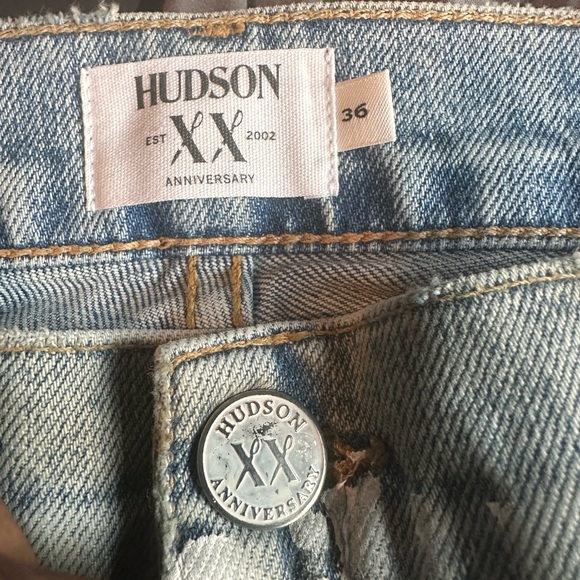 HUDSON
EST XX 2002
ANNIVERSARY
36
HUDSON
XX
ANNIVERSARY